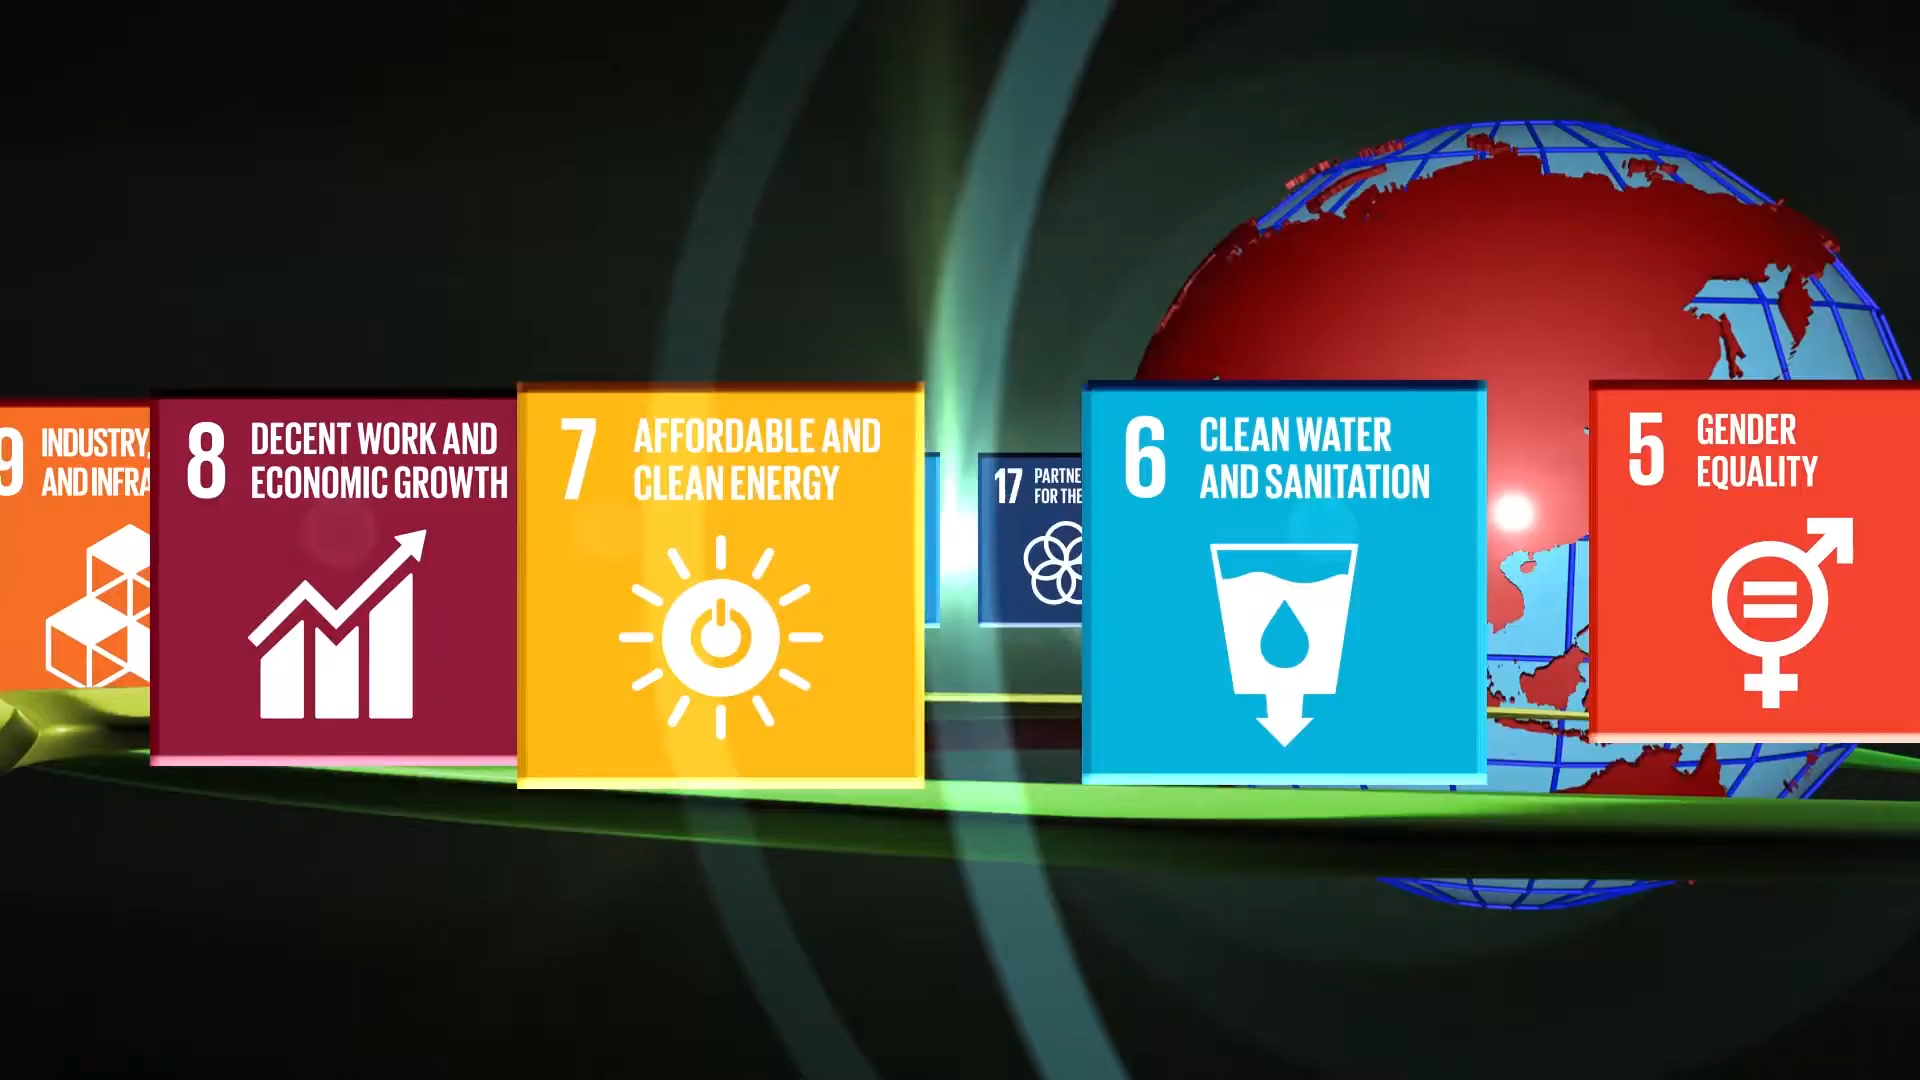 9
INDUSTRY,
AND INFRA
8
DECENT WORK AND
ECONOMIC GROWTH
7
AFFORDABLE AND
CLEAN ENERGY
17
PARTNE
FOR THE
6
CLEAN WATER
AND SANITATION
5
GENDER
EQUALITY